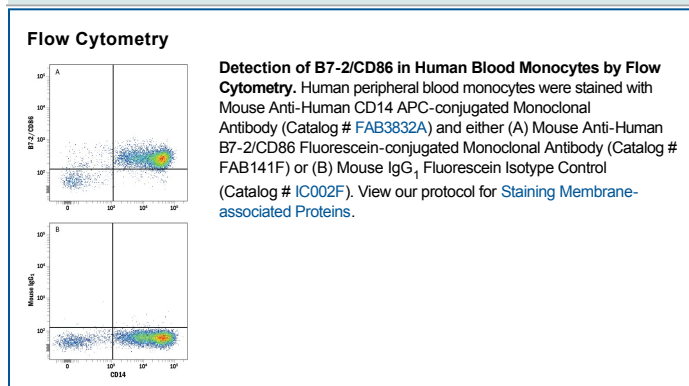 Flow Cytometry
A
10⁵
10⁴
10³
10²
B7-2/CD86
0 10³ 10⁴ 10⁵
B
10⁵
10⁴
10³
10²
Mouse IgG₁
0 10³ 10⁴ 10⁵
CD14
Detection of B7-2/CD86 in Human Blood Monocytes by Flow
Cytometry. Human peripheral blood monocytes were stained with
Mouse Anti-Human CD14 APC-conjugated Monoclonal
Antibody (Catalog # FAB3832A) and either (A) Mouse Anti-Human
B7-2/CD86 Fluorescein-conjugated Monoclonal Antibody (Catalog #
FAB141F) or (B) Mouse IgG₁ Fluorescein Isotype Control
(Catalog # IC002F). View our protocol for Staining Membrane-
associated Proteins.